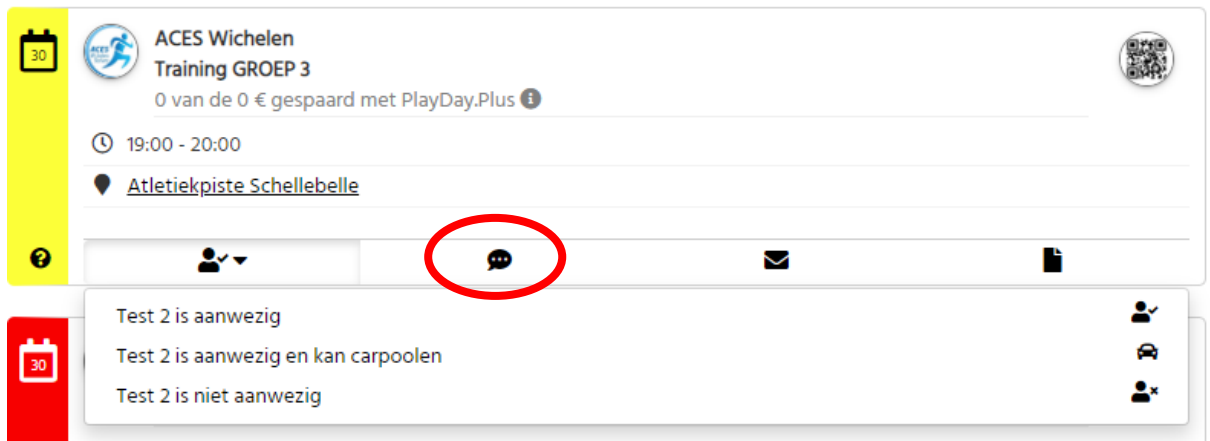 30
ACES Wichelen
Training GROEP 3
0 van de 0 € gespaard met PlayDay.Plus
19:00 - 20:00
Atletiekpiste Schellebelle
Test 2 is aanwezig
Test 2 is aanwezig en kan carpoolen
30
Test 2 is niet aanwezig